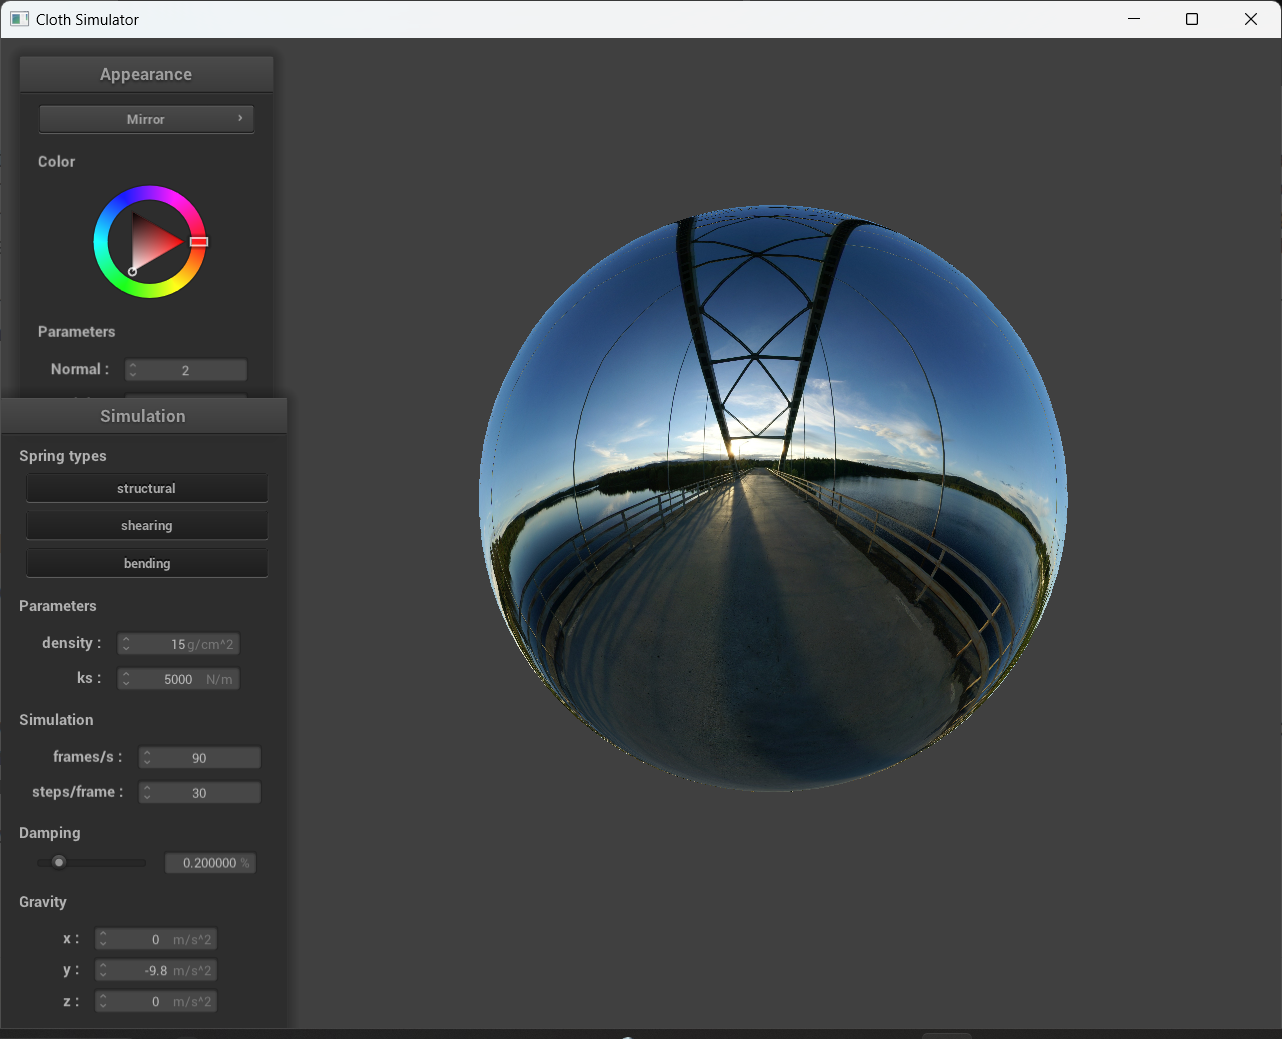 Cloth Simulator
Appearance
Mirror
Color
Parameters
Normal : 2
Simulation
Spring types
structural
shearing
bending
Parameters
density : 15 g/cm^2
ks : 5000 N/m
Simulation
frames/s : 90
steps/frame : 30
Damping
0.200000 %
Gravity
x : 0 m/s^2
y : -9.8 m/s^2
z : 0 m/s^2